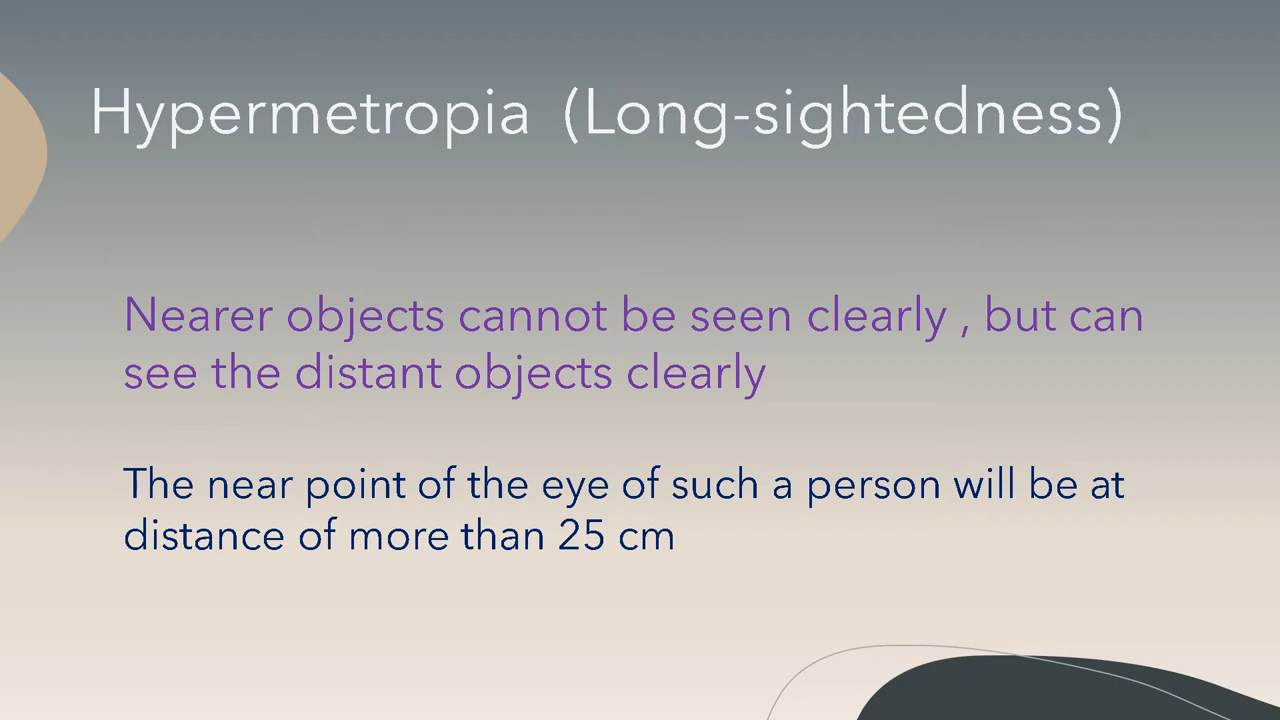 Hypermetropia (Long-sightedness)
Nearer objects cannot be seen clearly , but can
see the distant objects clearly
The near point of the eye of such a person will be at
distance of more than 25 cm